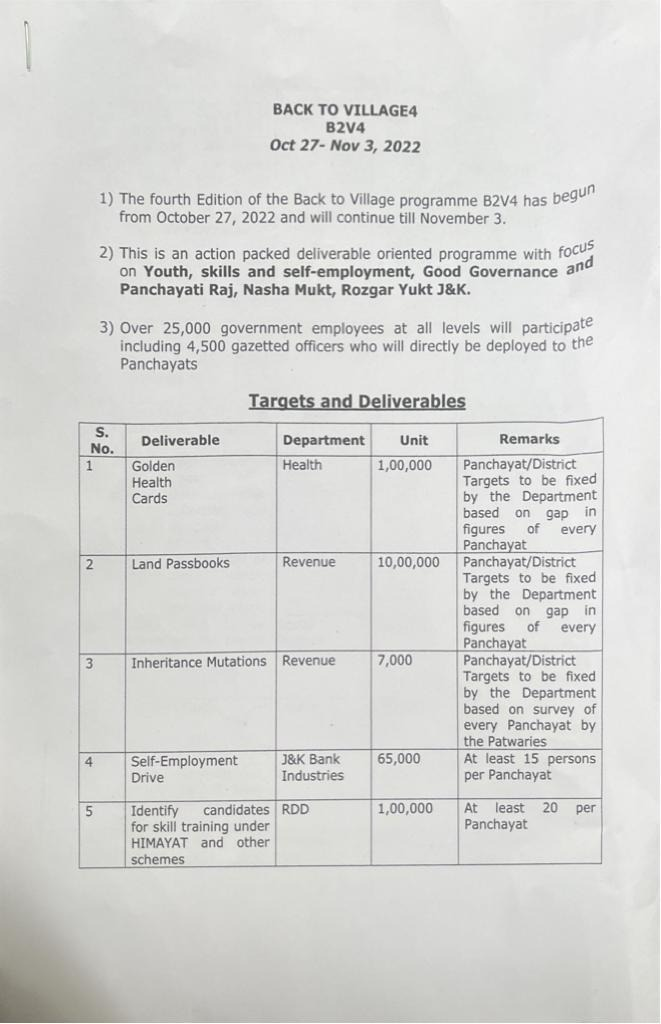 BACK TO VILLAGE4
B2V4
Oct 27- Nov 3, 2022
1) The fourth Edition of the Back to Village programme B2V4 has begun
from October 27, 2022 and will continue till November 3.
2) This is an action packed deliverable oriented programme with focus
on Youth, skills and self-employment, Good Governance and
Panchayati Raj, Nasha Mukt, Rozgar Yukt J&K.
3) Over 25,000 government employees at all levels will participate
including 4,500 gazetted officers who will directly be deployed to the
Panchayats
Targets and Deliverables
S. No. Deliverable Department Unit Remarks
1 Golden Health 1,00,000 Panchayat/District
Health Targets to be fixed
Cards by the Department
based on gap in
figures of every
Panchayat
2 Land Passbooks Revenue 10,00,000 Panchayat/District
Targets to be fixed
by the Department
based on gap in
figures of every
Panchayat
3 Inheritance Mutations Revenue 7,000 Panchayat/District
Targets to be fixed
by the Department
based on survey of
every Panchayat by
the Patwaries
4 Self-Employment J&K Bank 65,000 At least 15 persons
Drive Industries per Panchayat
5 Identify candidates RDD 1,00,000 At least 20 per
for skill training under Panchayat
HIMAYAT and other
schemes